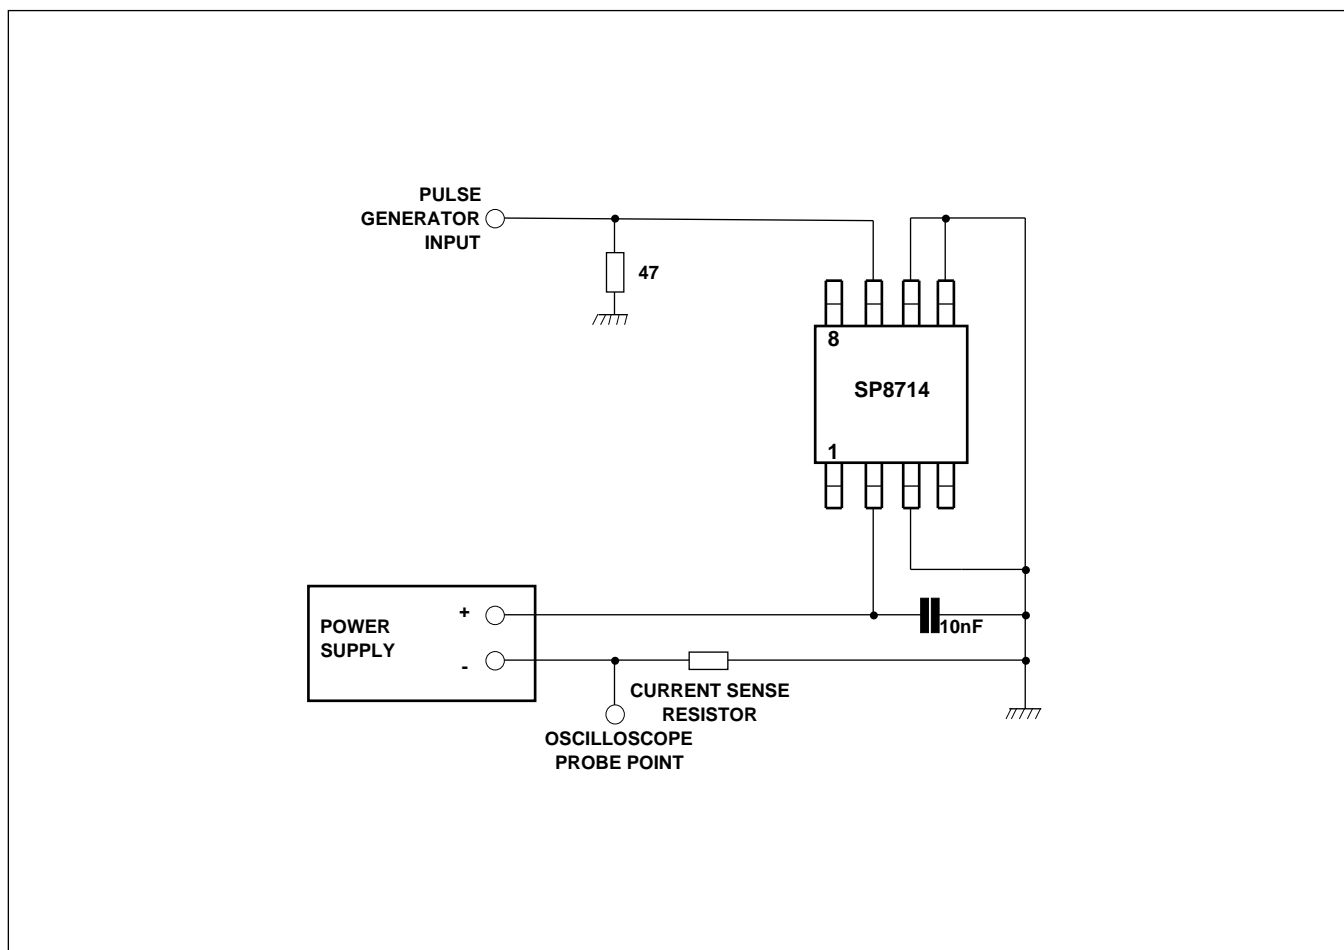 PULSE
GENERATOR
INPUT
47
8
SP8714
1
POWER
SUPPLY
+
-
10nF
CURRENT SENSE
RESISTOR
OSCILLOSCOPE
PROBE POINT